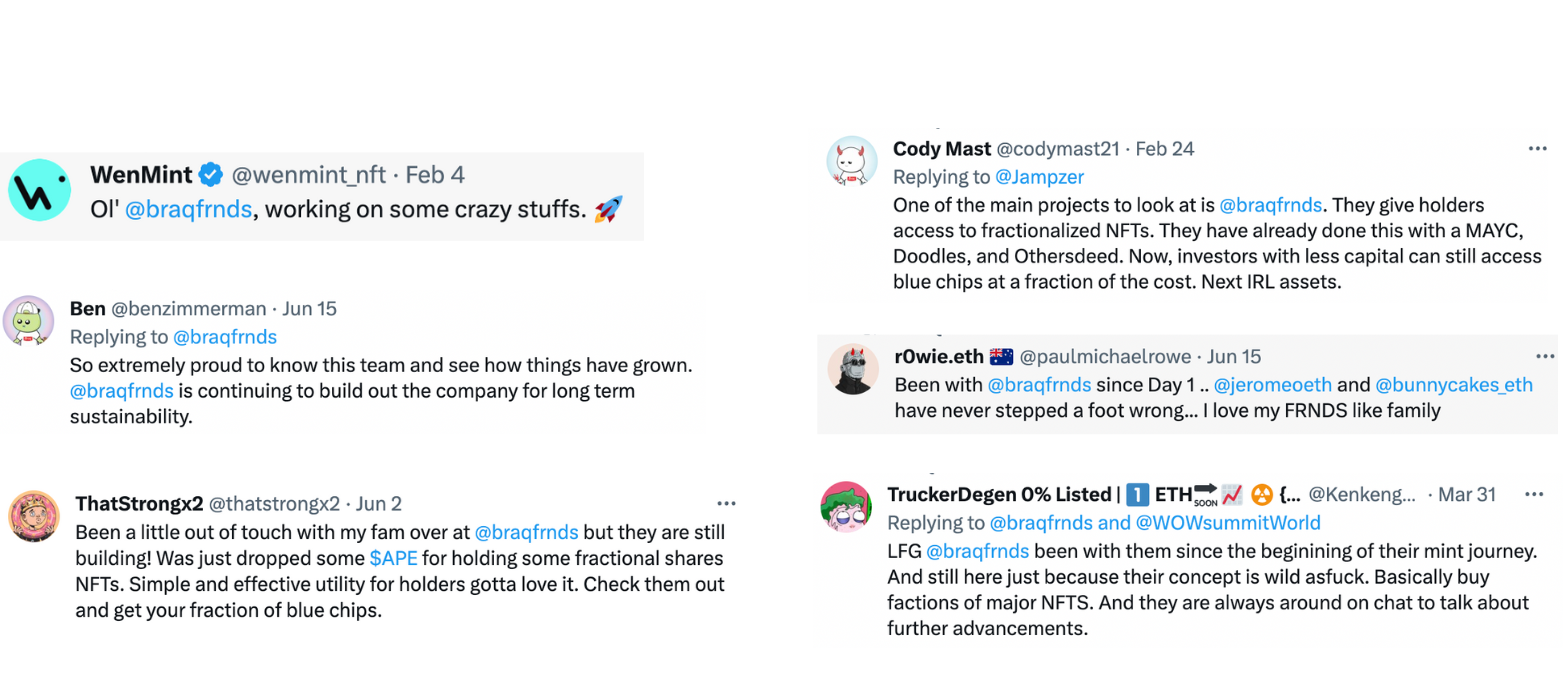 WenMint @wenmint_nft · Feb 4
Ol' @braqfrnds, working on some crazy stuffs. 🚀
Ben @benzimmerman · Jun 15
Replying to @braqfrnds
So extremely proud to know this team and see how things have grown.
@braqfrnds is continuing to build out the company for long term
sustainability.
ThatStrongx2 @thatstrongx2 · Jun 2
Been a little out of touch with my fam over at @braqfrnds but they are still
building! Was just dropped some $APE for holding some fractional shares
NFTs. Simple and effective utility for holders gotta love it. Check them out
and get your fraction of blue chips.
Cody Mast @codymast21 · Feb 24
Replying to @Jampzer
One of the main projects to look at is @braqfrnds. They give holders
access to fractionalized NFTs. They have already done this with a MAYC,
Doodles, and Othersdeed. Now, investors with less capital can still access
blue chips at a fraction of the cost. Next IRL assets.
r0wie.eth 🇦🇺 @paulmichaelrowe · Jun 15
Been with @braqfrnds since Day 1 .. @jeromeoeth and @bunnycakes_eth
have never stepped a foot wrong... I love my FRNDS like family
TruckerDegen 0% Listed | 1️⃣ ETH🔜📈 ☢️ {... @Kenkeng... · Mar 31
Replying to @braqfrnds and @WOWsummitWorld
LFG @braqfrnds been with them since the beginining of their mint journey.
And still here just because their concept is wild asfuck. Basically buy
factions of major NFTS. And they are always around on chat to talk about
further advancements.